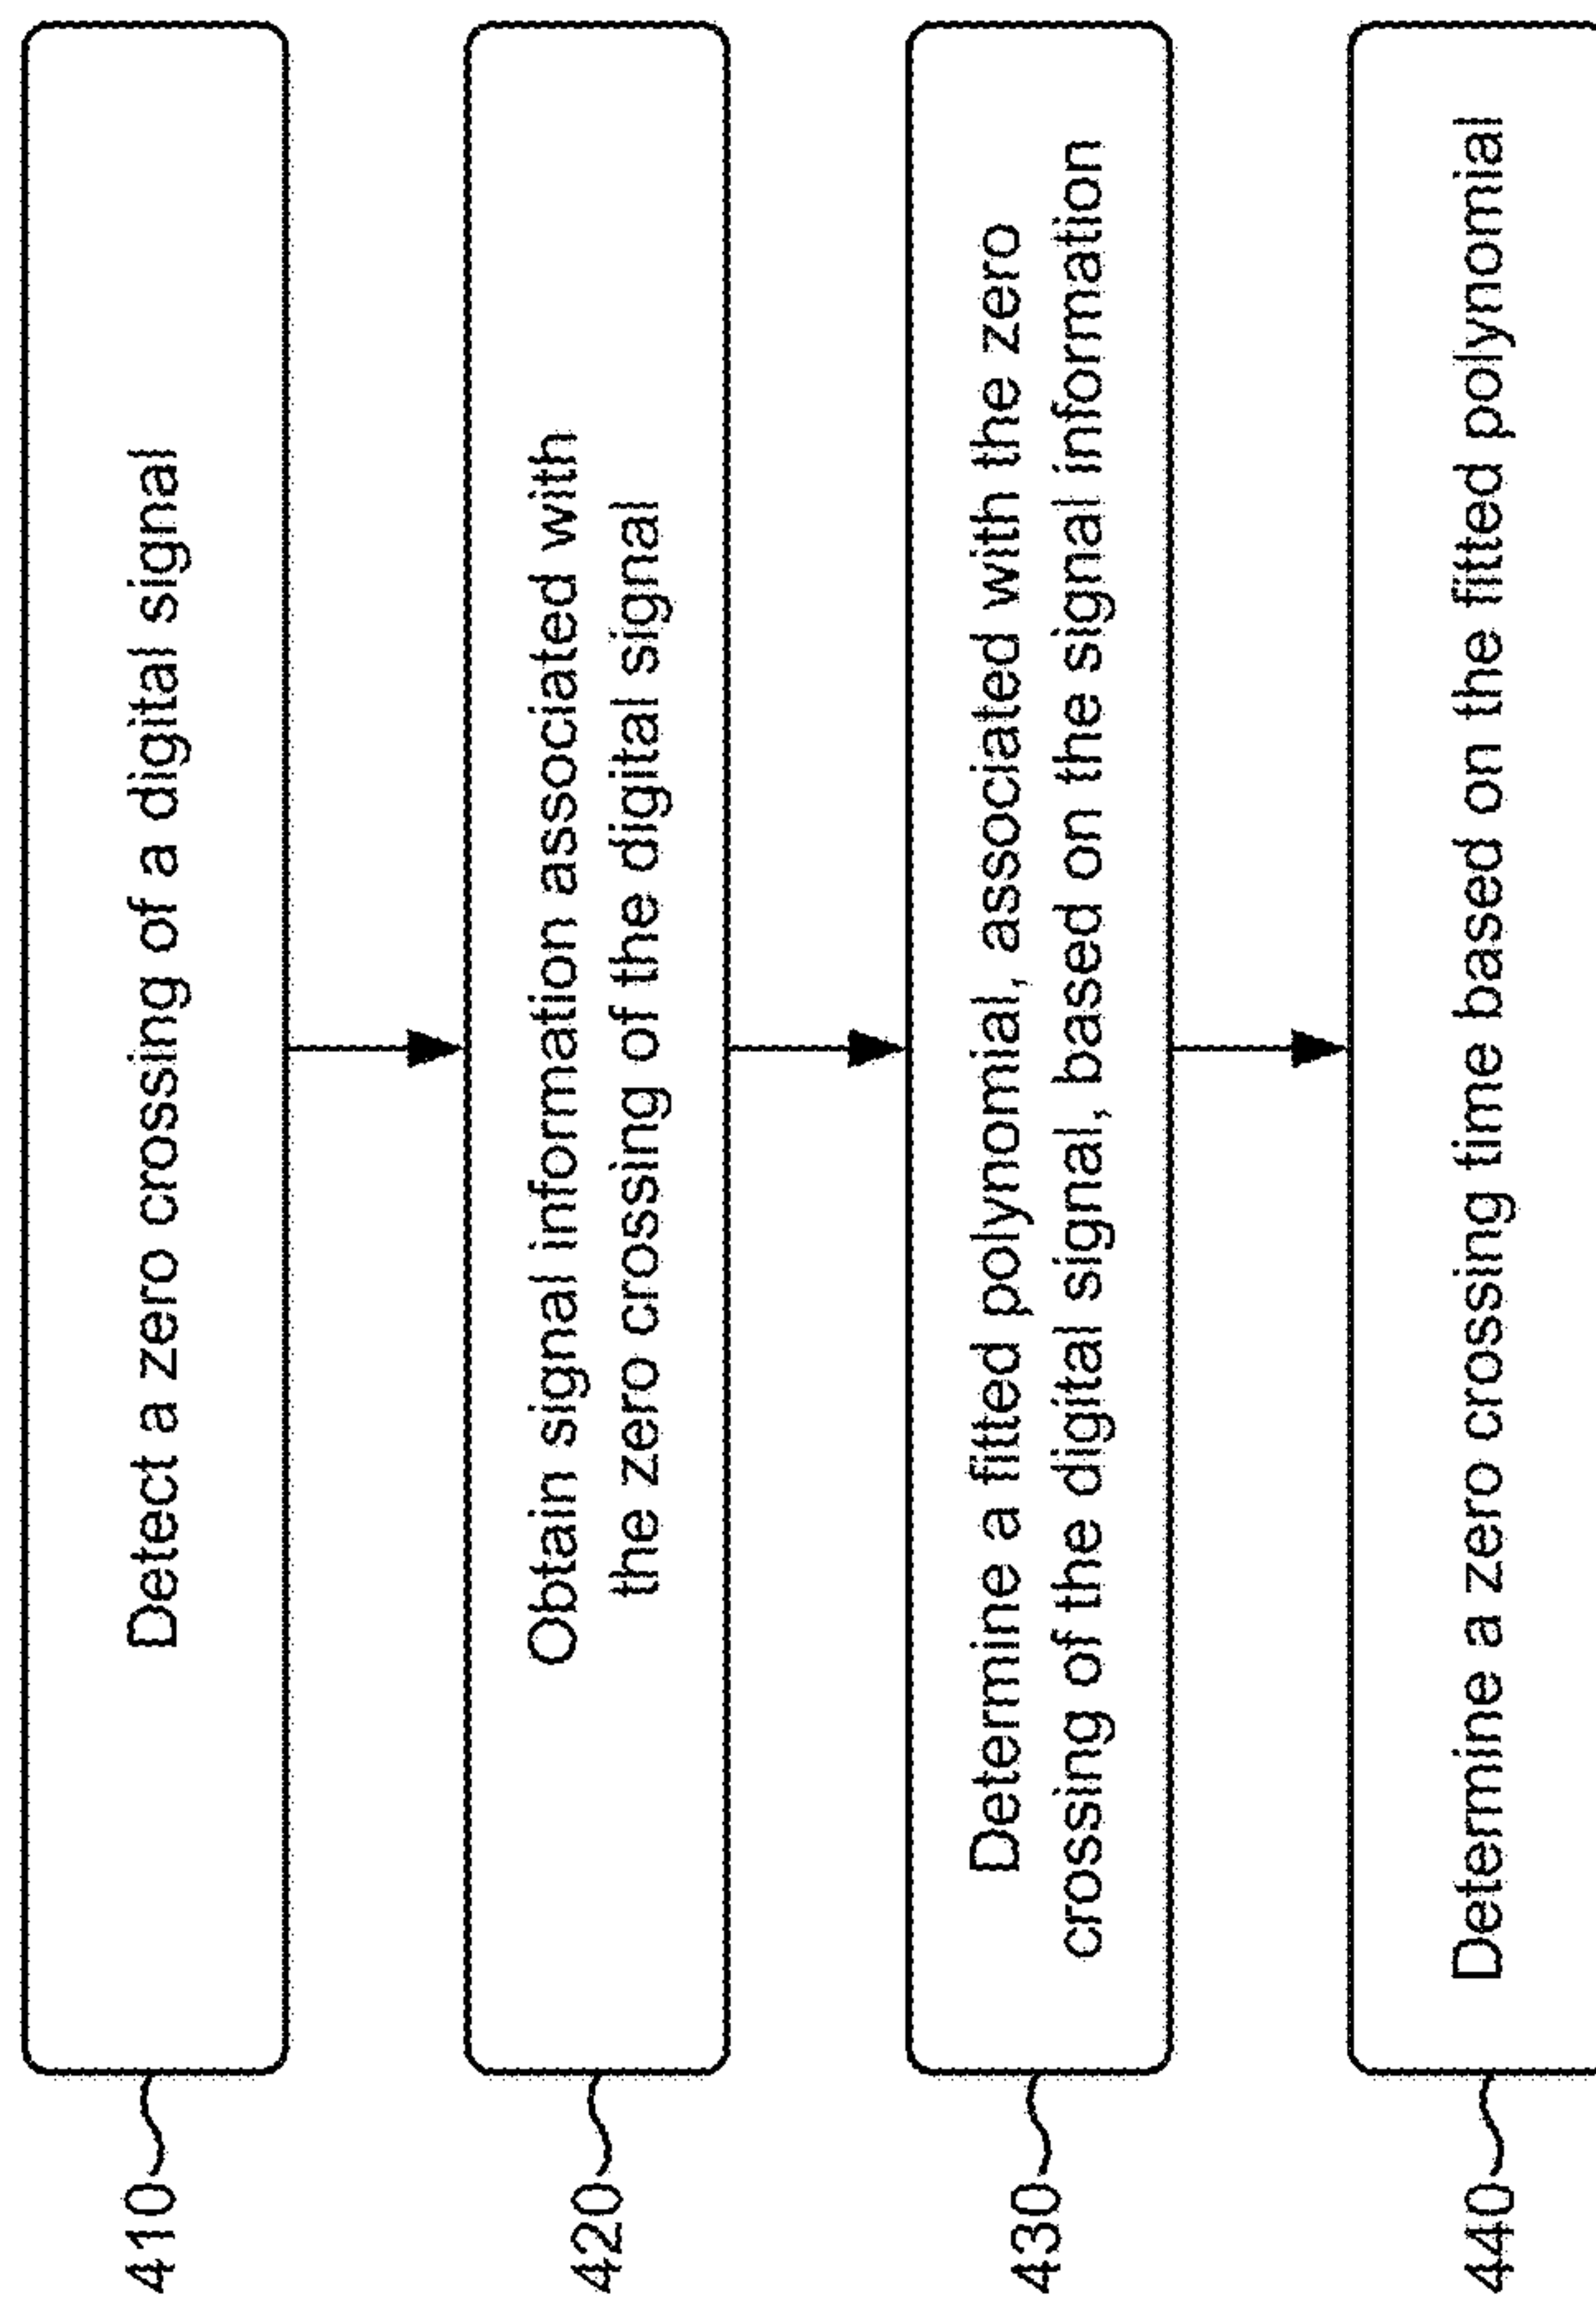 410
Detect a zero crossing of a digital signal
420
Obtain signal information associated with
the zero crossing of the digital signal
430
Determine a fitted polynomial, associated with the zero
crossing of the digital signal, based on the signal information
440
Determine a zero crossing time based on the fitted polynomial